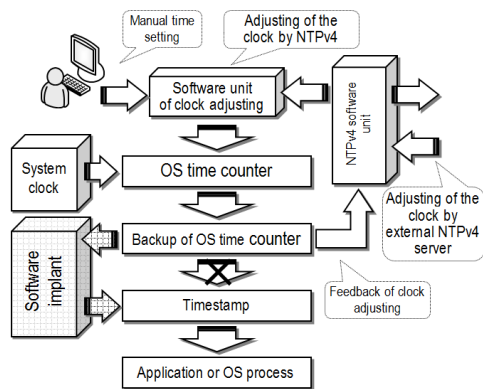 Manual time
setting
Adjusting of the
clock by
NTPv4
Software unit
of clock adjusting
NTPv4 software
unit
System
clock
OS time counter
Adjusting of the
clock by
external NTPv4
server
Software
implant
Backup of OS time counter
Feedback of clock
adjusting
Timestamp
Application or OS process